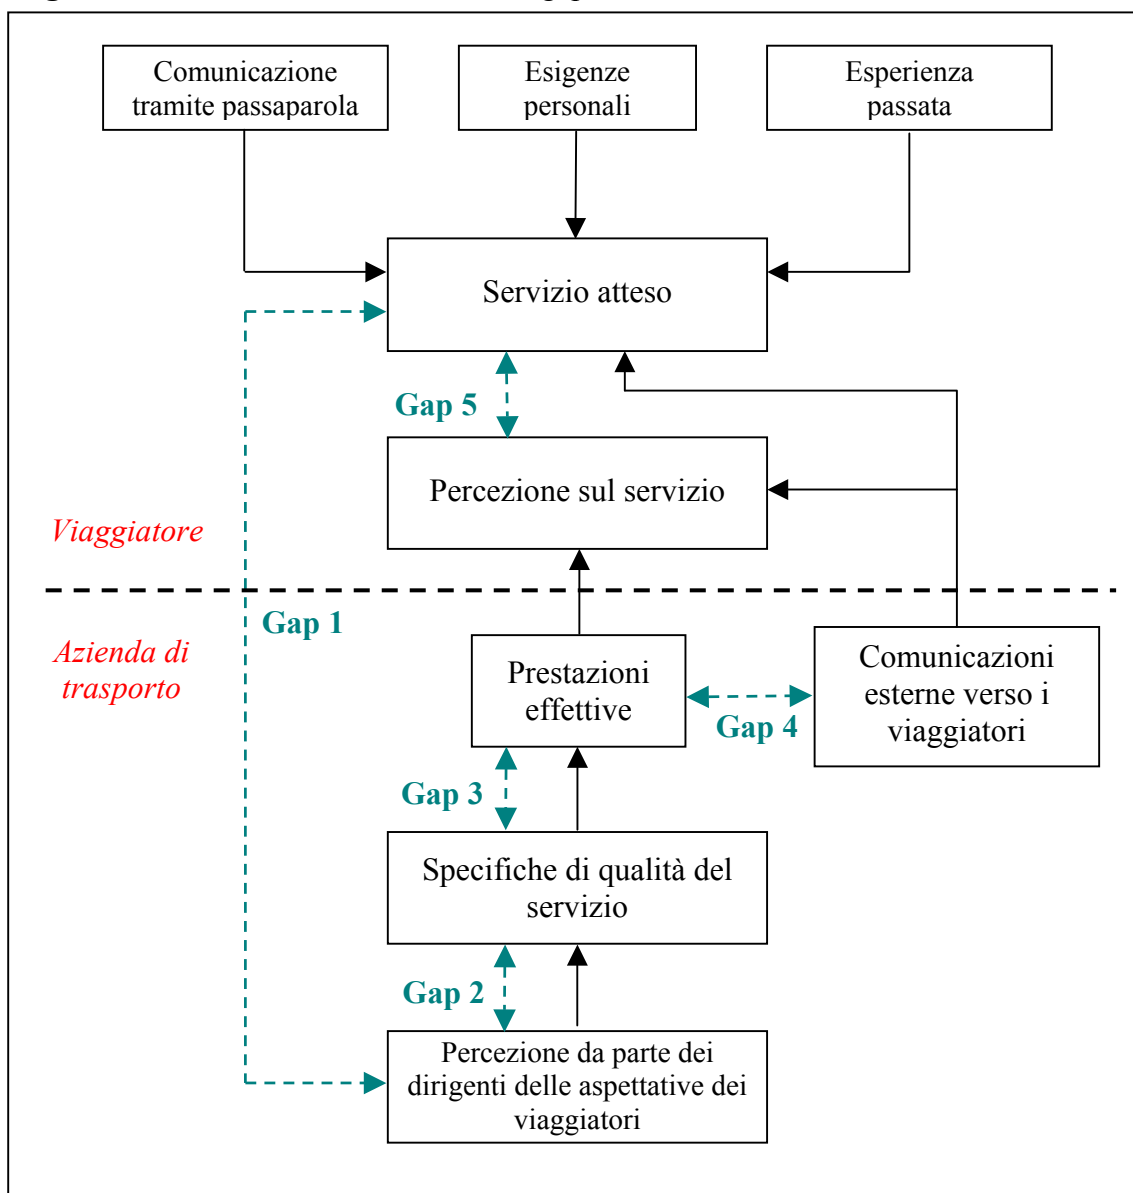 Comunicazione
tramite passaparola
Esigenze
personali
Esperienza
passata
Servizio atteso
Gap 5
Percezione sul servizio
Viaggiatore
Gap 1
Azienda di
trasporto
Prestazioni
effettive
Gap 4
Comunicazioni
esterne verso i
viaggiatori
Gap 3
Specifiche di qualità del
servizio
Gap 2
Percezione da parte dei
dirigenti delle aspettative dei
viaggiatori